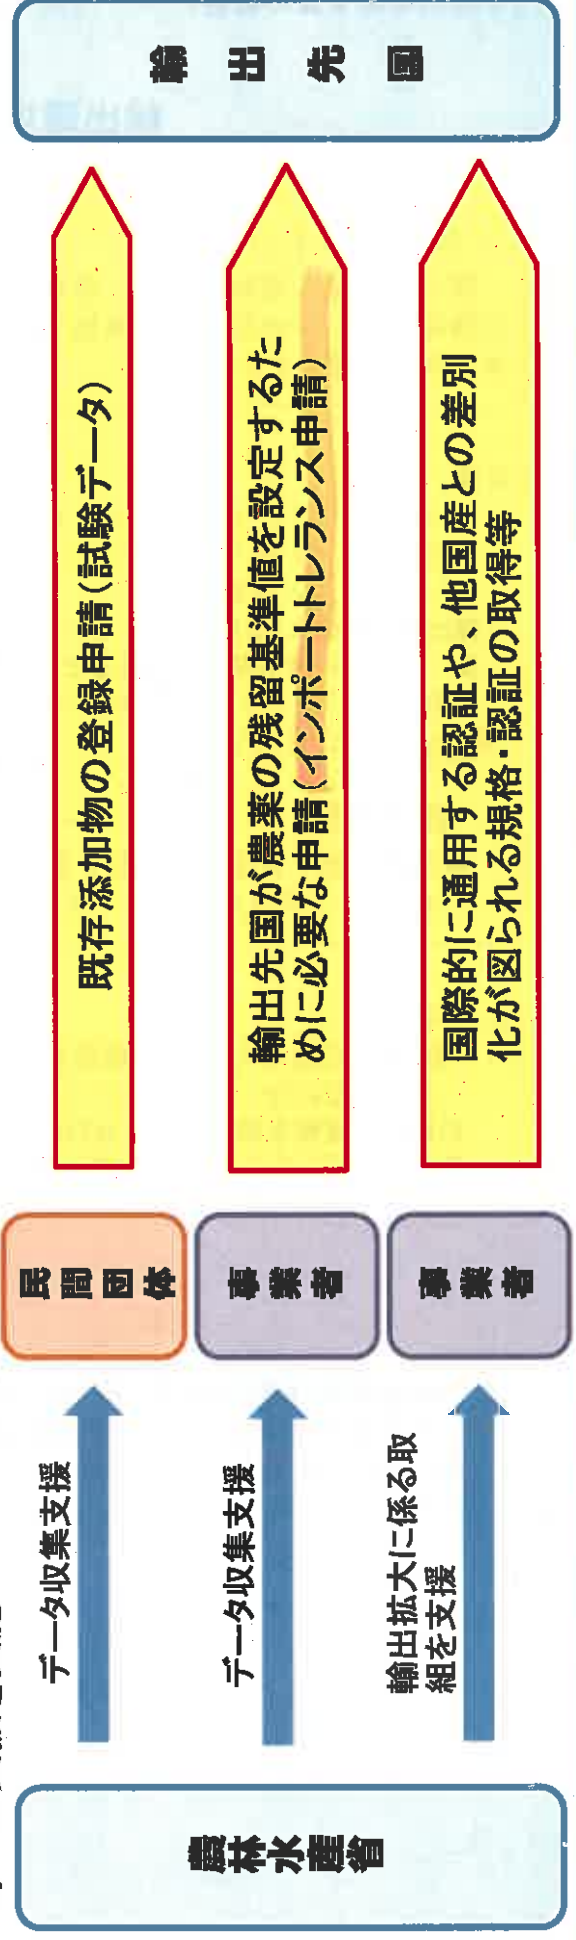 農林水産省
データ収集支援
民間団体
既存添加物の登録申請(試験データ)
データ収集支援
事業者
輸出先国が農薬の残留基準値を設定するた
めに必要な申請(インポートトレランス申請)
輸出拡大に係る取
組を支援
事業者
国際的に通用する認証や、他国産との差別
化が図られる規格・認証の取得等
輸出先国